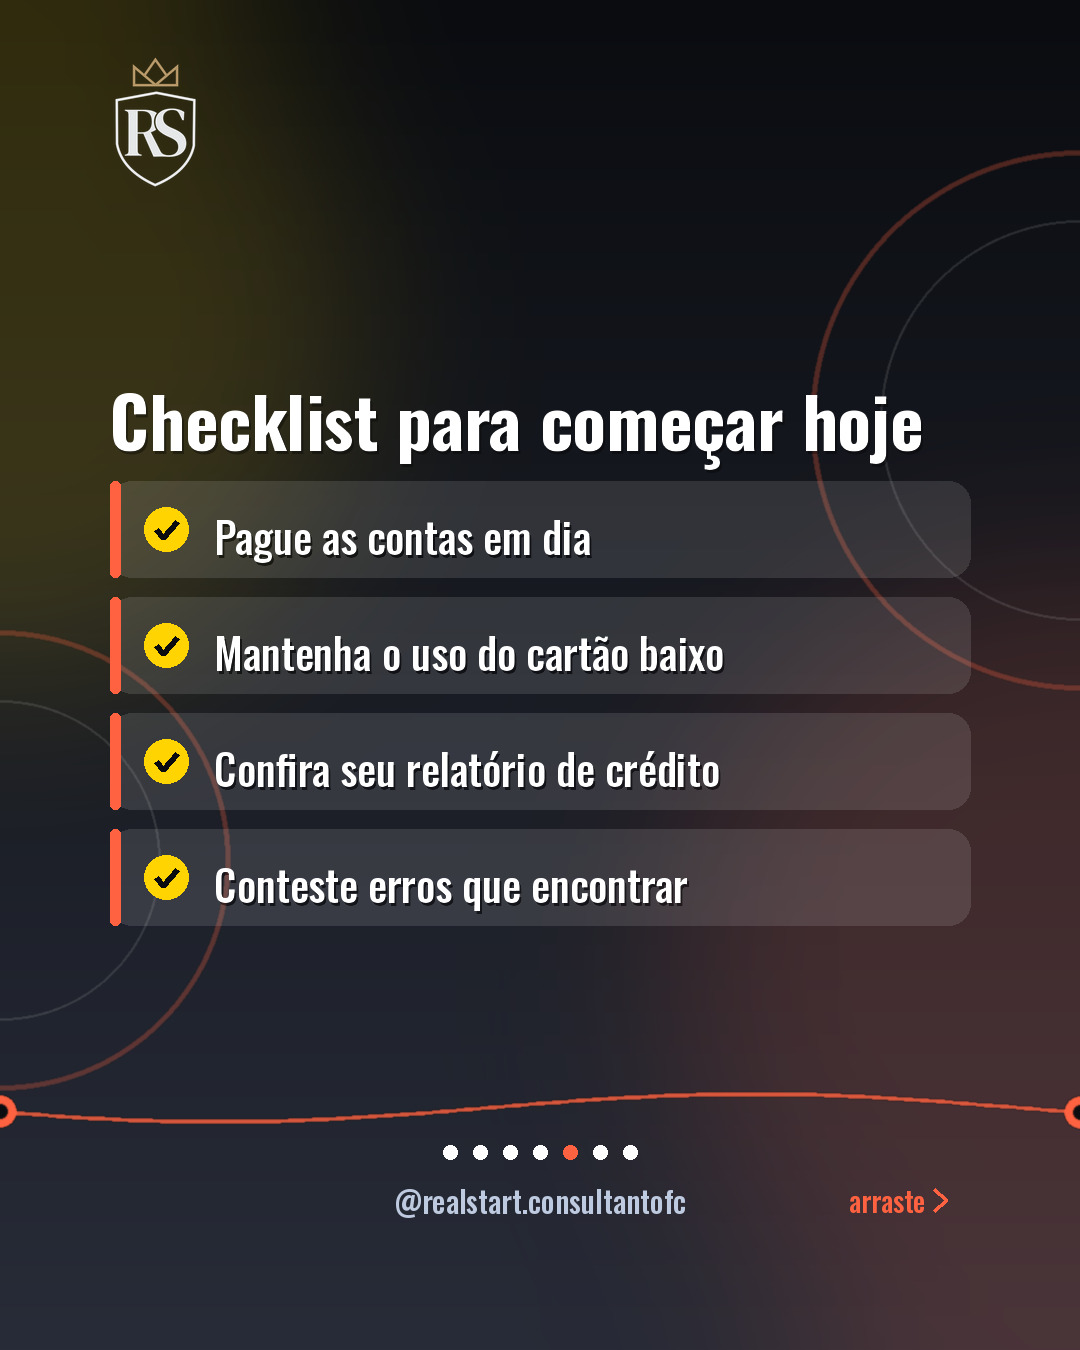 RS
Checklist para começar hoje
Pague as contas em dia
Mantenha o uso do cartão baixo
Confira seu relatório de crédito
Conteste erros que encontrar
@realstart.consultantofc
arraste